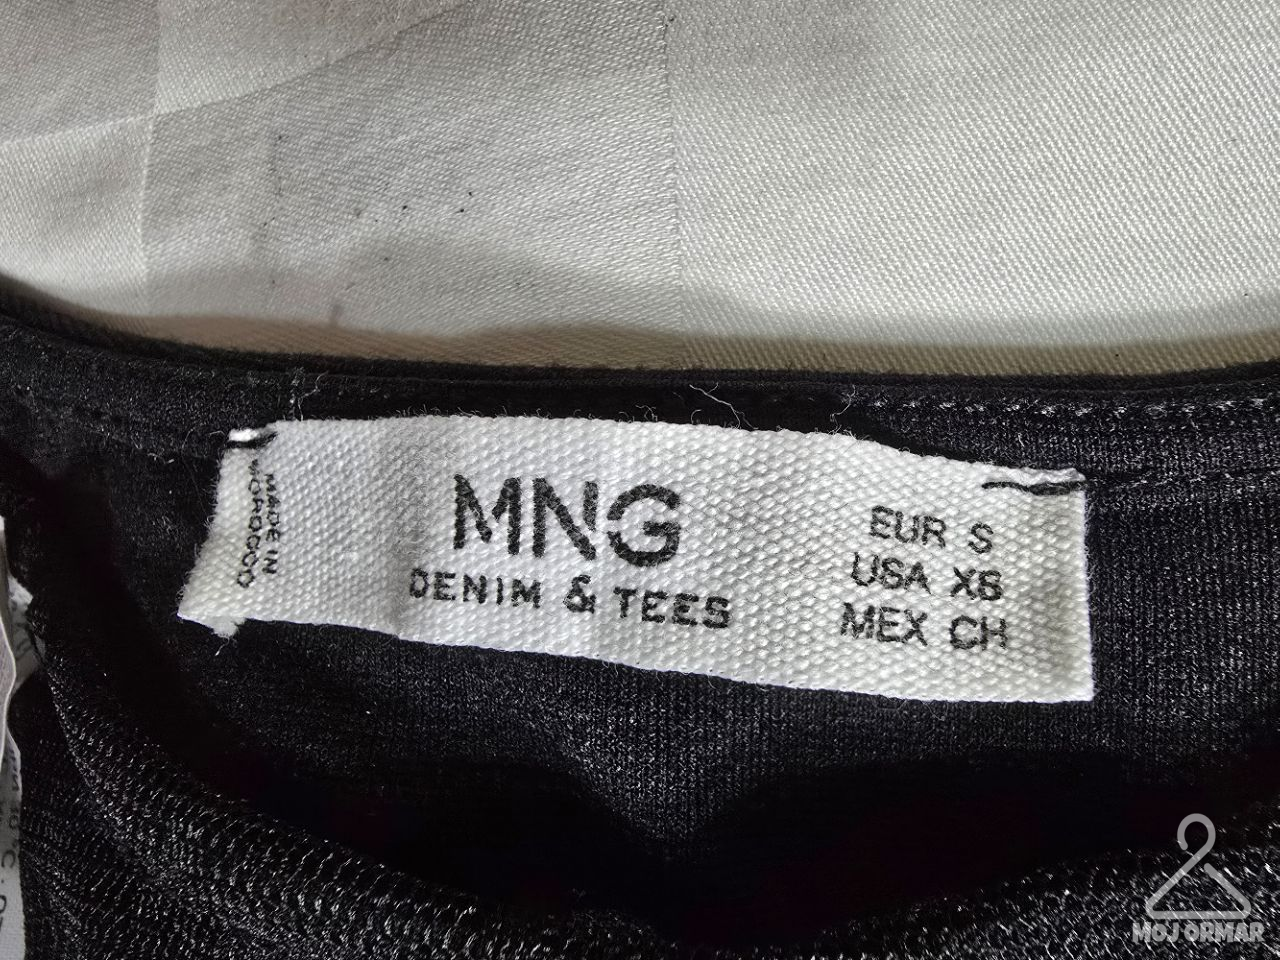 MADE IN
MOROCCO
MNG
DENIM & TEES
EUR S
USA XS
MEX CH
MOJ ORMAR